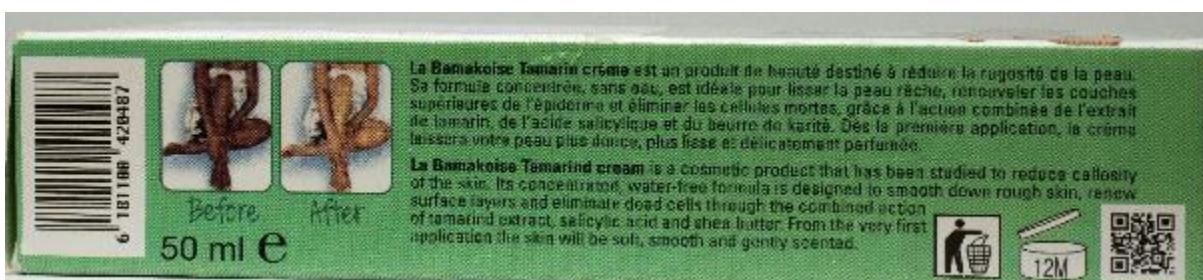 La Bamakoise Tamarin crème est un produit de beauté destiné à réduire la rugosité de la peau.
Sa formule concentrée, sans eau, est idéale pour lisser la peau rêche, renouveler les couches
supérieures de l'épiderme et éliminer les cellules mortes, grâce à l'action combinée de l'extrait
de tamarin, de l'acide salicylique et du beurre de karité. Dès la première application, la crème
laissera votre peau plus douce, plus lisse et délicatement parfumée.
La Bamakoise Tamarind cream is a cosmetic product that has been studied to reduce callosity
of the skin. Its concentrated, water-free formula is designed to smooth down rough skin, renew
surface layers and eliminate dead cells through the combined action
of tamarind extract, salicylic acid and shea butter. From the very first
application the skin will be soft, smooth and gently scented.
Before After
50 ml e
6 181100 428487
12M